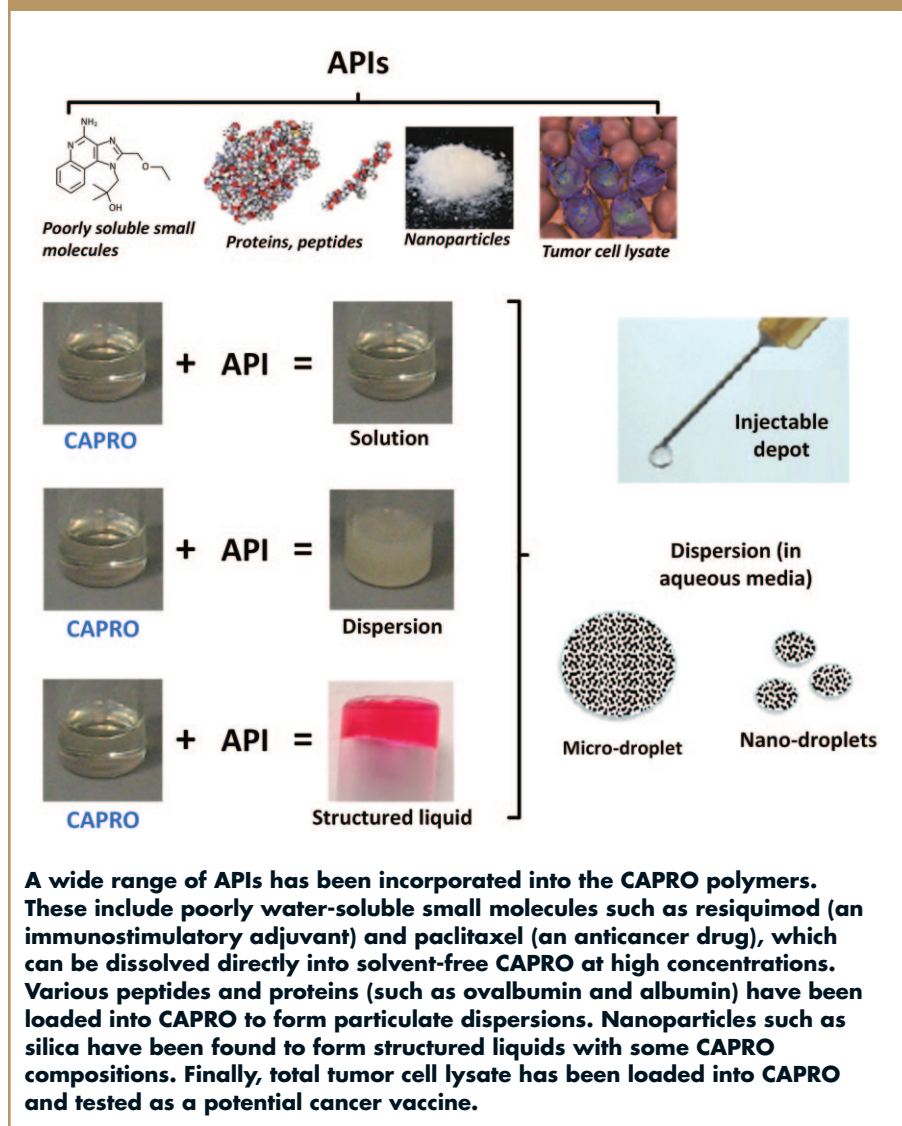 APIs
NH₂
N
N
N
O
OH
Poorly soluble small
molecules
Proteins, peptides
Nanoparticles
Tumor cell lysate
CAPRO
+ API =
Solution
CAPRO
+ API =
Dispersion
CAPRO
+ API =
Structured liquid
Injectable
depot
Dispersion (in
aqueous media)
Micro-droplet
Nano-droplets
A wide range of APIs has been incorporated into the CAPRO polymers.
These include poorly water-soluble small molecules such as resiquimod (an
immunostimulatory adjuvant) and paclitaxel (an anticancer drug), which
can be dissolved directly into solvent-free CAPRO at high concentrations.
Various peptides and proteins (such as ovalbumin and albumin) have been
loaded into CAPRO to form particulate dispersions. Nanoparticles such as
silica have been found to form structured liquids with some CAPRO
compositions. Finally, total tumor cell lysate has been loaded into CAPRO
and tested as a potential cancer vaccine.